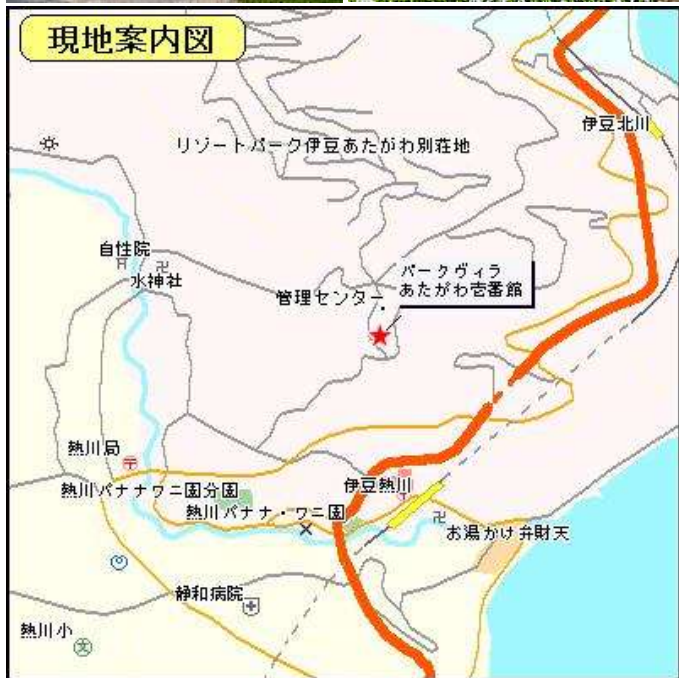 現地案内図
伊豆北川
リゾートパーク伊豆あたがわ別荘地
自性院
水神社
パークヴィラ
あたがわ壱番館
管理センター
熱川局
熱川バナナワニ園分園
伊豆熱川
熱川バナナ・ワニ園
お湯かけ弁財天
静和病院
熱川小
文